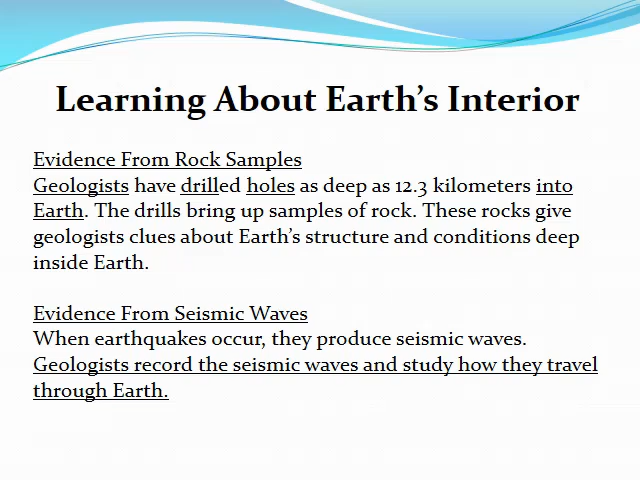 Learning About Earth's Interior
Evidence From Rock Samples
Geologists have drilled holes as deep as 12.3 kilometers into
Earth. The drills bring up samples of rock. These rocks give
geologists clues about Earth's structure and conditions deep
inside Earth.
Evidence From Seismic Waves
When earthquakes occur, they produce seismic waves.
Geologists record the seismic waves and study how they travel
through Earth.